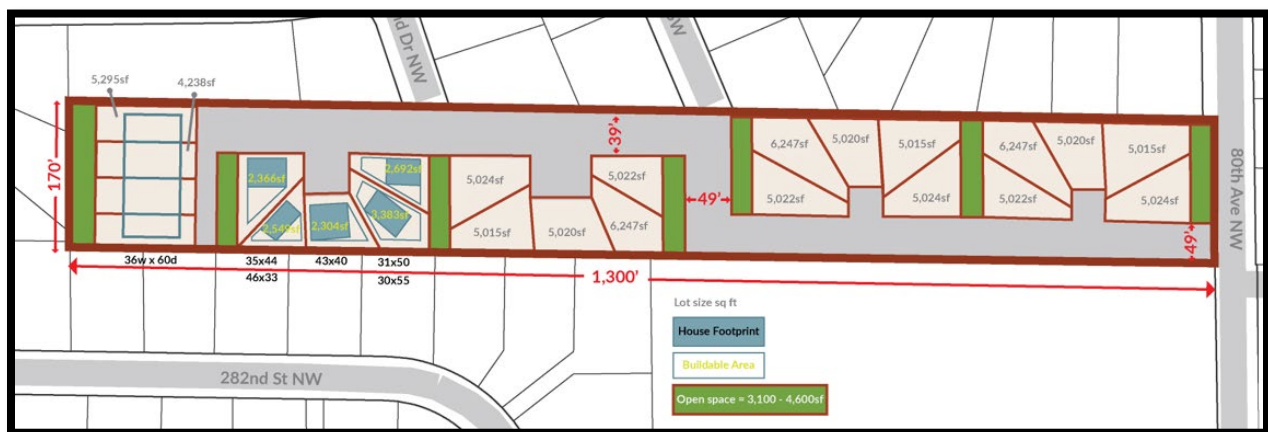 nd Dr NW
GW
5,295sf
4,238sf
39'
170'
2,366sf
2,549sf
2,304sf
2,692sf
3,383sf
5,024sf
5,015sf
5,020sf
5,022sf
6,247sf
49'
6,247sf
5,020sf
5,015sf
5,022sf
5,024sf
6,247sf
5,020sf
5,015sf
5,022sf
5,024sf
49'
80th Ave NW
36w x 60d
35x44
46x33
43x40
31x50
30x55
1,300'
282nd St NW
Lot size sq ft
House Footprint
Buildable Area
Open space = 3,100 - 4,600sf